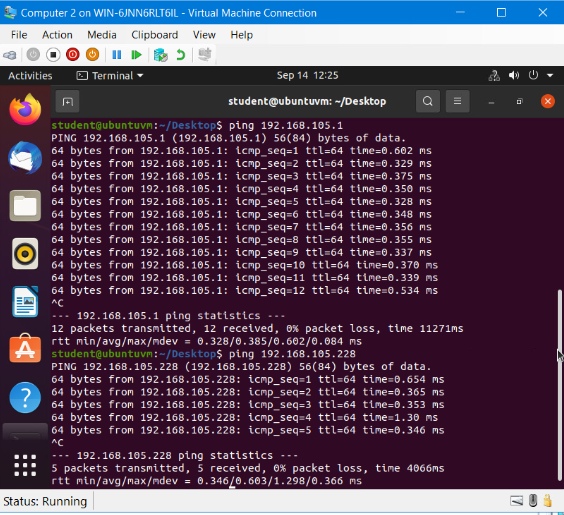 Computer 2 on WIN-6JNN6RLT6IL - Virtual Machine Connection
File Action Media Clipboard View Help
Activities Terminal Sep 14 12:25
student@ubuntuvm: ~/Desktop
student@ubuntuvm:~/Desktop$ ping 192.168.105.1
PING 192.168.105.1 (192.168.105.1) 56(84) bytes of data.
64 bytes from 192.168.105.1: icmp_seq=1 ttl=64 time=0.602 ms
64 bytes from 192.168.105.1: icmp_seq=2 ttl=64 time=0.329 ms
64 bytes from 192.168.105.1: icmp_seq=3 ttl=64 time=0.375 ms
64 bytes from 192.168.105.1: icmp_seq=4 ttl=64 time=0.350 ms
64 bytes from 192.168.105.1: icmp_seq=5 ttl=64 time=0.328 ms
64 bytes from 192.168.105.1: icmp_seq=6 ttl=64 time=0.348 ms
64 bytes from 192.168.105.1: icmp_seq=7 ttl=64 time=0.356 ms
64 bytes from 192.168.105.1: icmp_seq=8 ttl=64 time=0.355 ms
64 bytes from 192.168.105.1: icmp_seq=9 ttl=64 time=0.337 ms
64 bytes from 192.168.105.1: icmp_seq=10 ttl=64 time=0.370 ms
64 bytes from 192.168.105.1: icmp_seq=11 ttl=64 time=0.339 ms
64 bytes from 192.168.105.1: icmp_seq=12 ttl=64 time=0.534 ms
^C
--- 192.168.105.1 ping statistics ---
12 packets transmitted, 12 received, 0% packet loss, time 11271ms
rtt min/avg/max/mdev = 0.328/0.385/0.602/0.084 ms
student@ubuntuvm:~/Desktop$ ping 192.168.105.228
PING 192.168.105.228 (192.168.105.228) 56(84) bytes of data.
64 bytes from 192.168.105.228: icmp_seq=1 ttl=64 time=0.654 ms
64 bytes from 192.168.105.228: icmp_seq=2 ttl=64 time=0.365 ms
64 bytes from 192.168.105.228: icmp_seq=3 ttl=64 time=0.353 ms
64 bytes from 192.168.105.228: icmp_seq=4 ttl=64 time=1.30 ms
64 bytes from 192.168.105.228: icmp_seq=5 ttl=64 time=0.346 ms
^C
--- 192.168.105.228 ping statistics ---
5 packets transmitted, 5 received, 0% packet loss, time 4066ms
rtt min/avg/max/mdev = 0.346/0.603/1.298/0.366 ms
Status: Running